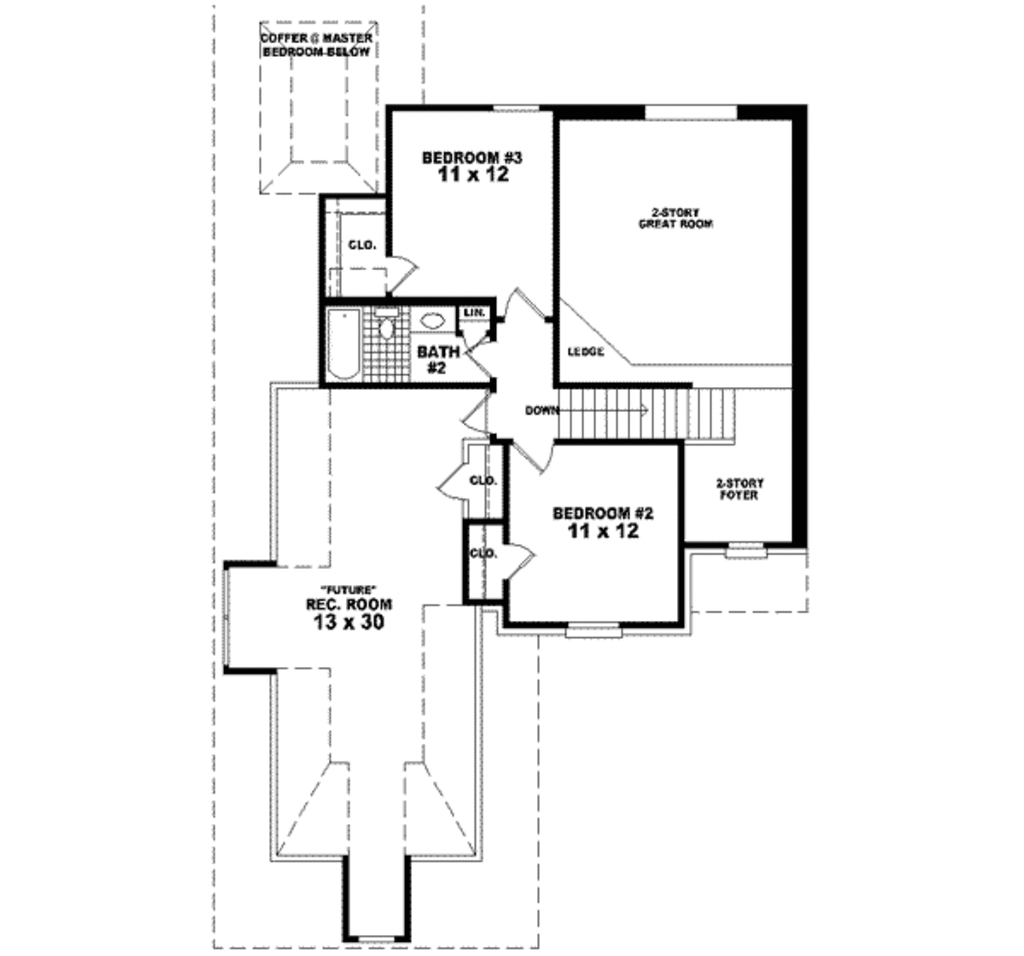 COFFER @ MASTER
BEDROOM BELOW
BEDROOM #3
11 x 12
2-STORY
GREAT ROOM
CLO.
LIN.
BATH
#2
LEDGE
DOWN
CLO.
2-STORY
FOYER
BEDROOM #2
11 x 12
CLO.
"FUTURE"
REC. ROOM
13 x 30